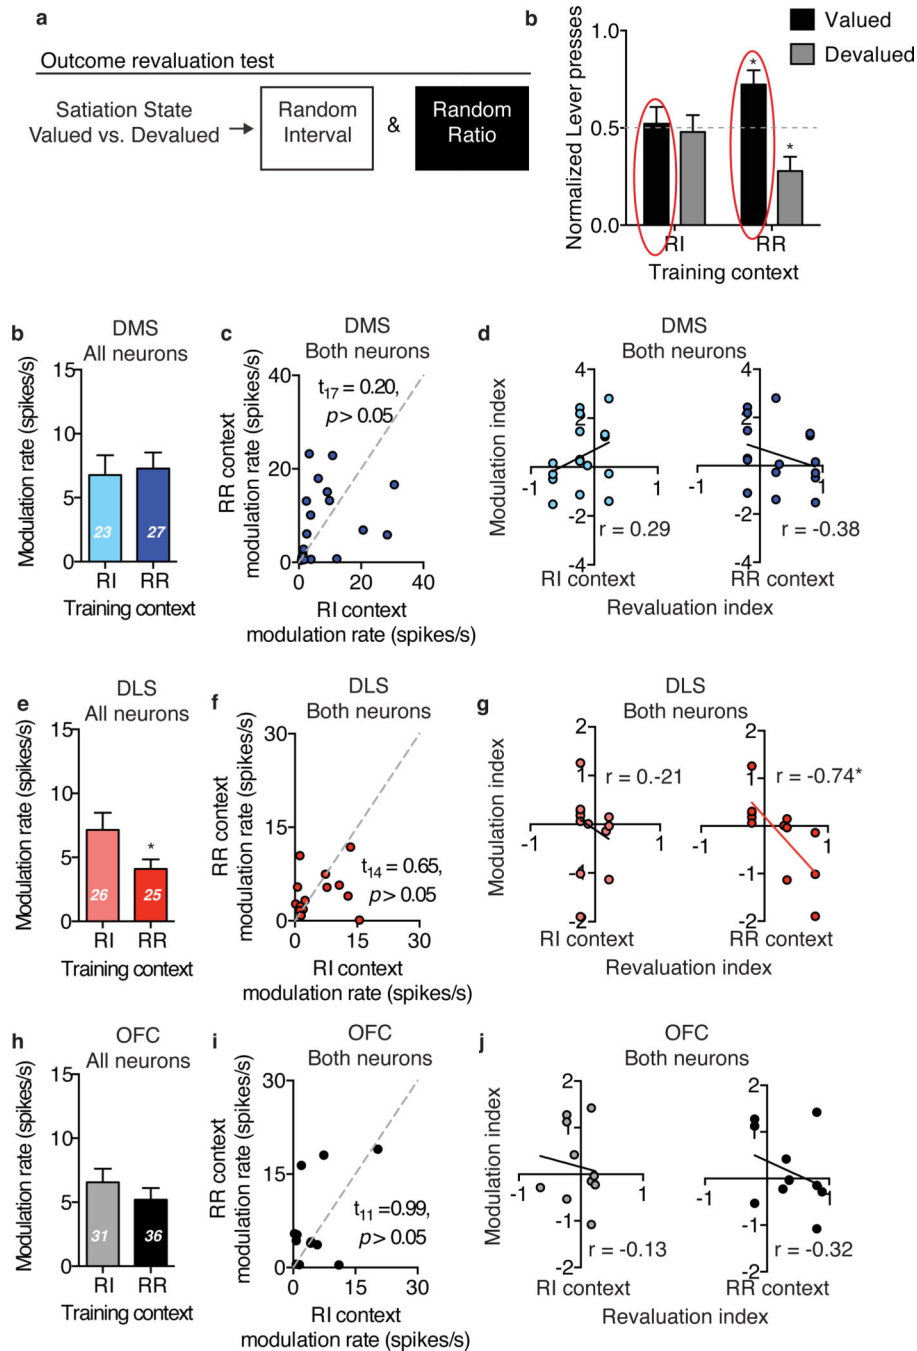 a
Outcome revaluation test
Satiation State
Valued vs. Devalued
Random
Interval
&
Random
Ratio
b
Valued
Devalued
Normalized Lever presses
1.0
0.5
0.0
*
*
RI
RR
Training context
b
DMS
All neurons
Modulation rate (spikes/s)
15
10
5
0
23
27
RI
RR
Training context
c
DMS
Both neurons
RR context
modulation rate (spikes/s)
40
20
0
t17 = 0.20,
p > 0.05
0
20
40
RI context
modulation rate (spikes/s)
d
DMS
Both neurons
Modulation index
4
2
0
-2
-4
-1
1
r = 0.29
RI context
4
2
0
-2
-4
-1
1
r = -0.38
RR context
Revaluation index
e
DLS
All neurons
Modulation rate (spikes/s)
15
10
5
0
*
26
25
RI
RR
Training context
f
DLS
Both neurons
RR context
modulation rate (spikes/s)
30
15
0
t14 = 0.65,
p > 0.05
0
15
30
RI context
modulation rate (spikes/s)
g
DLS
Both neurons
Modulation index
2
1
0
-1
-2
-1
1
r = 0.-21
RI context
2
1
0
-1
-2
-1
1
r = -0.74*
RR context
Revaluation index
h
OFC
All neurons
Modulation rate (spikes/s)
15
10
5
0
31
36
RI
RR
Training context
i
OFC
Both neurons
RR context
modulation rate (spikes/s)
30
15
0
t11 = 0.99,
p > 0.05
0
15
30
RI context
modulation rate (spikes/s)
j
OFC
Both neurons
Modulation index
2
1
0
-1
-2
-1
1
r = -0.13
RI context
2
1
0
-1
-2
-1
1
r = -0.32
RR context
Revaluation index